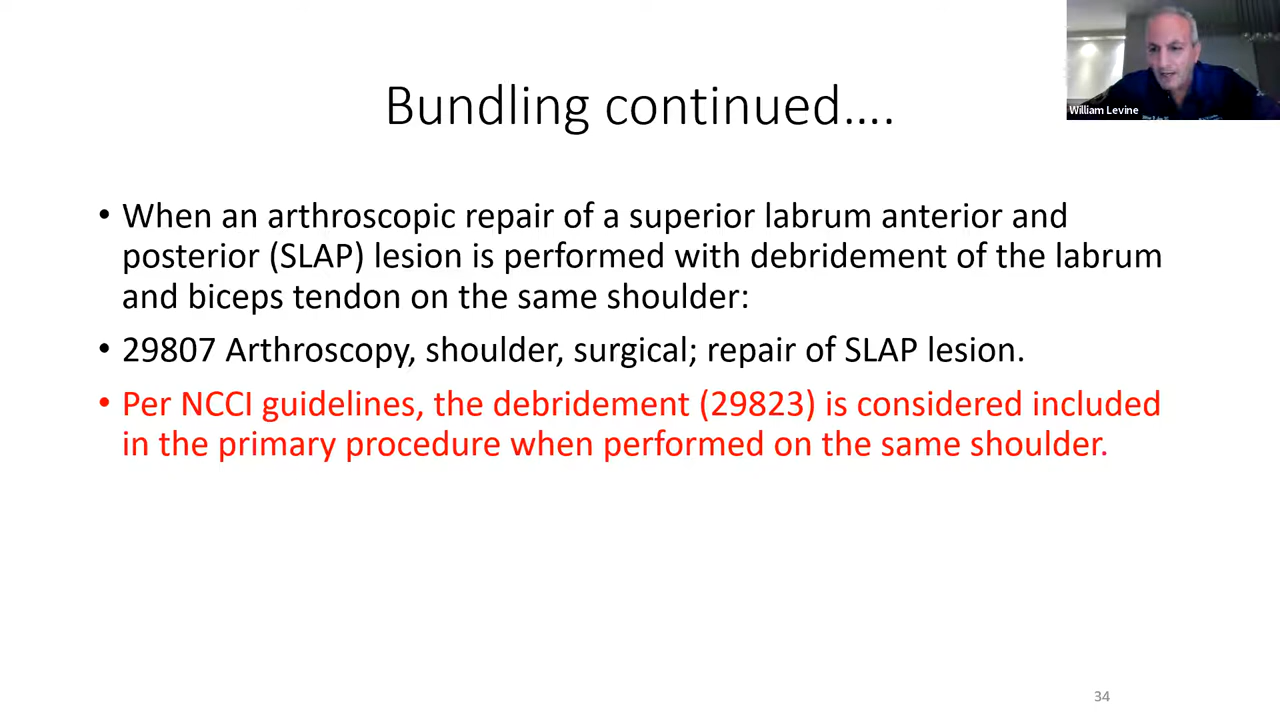 William Levine
Bundling continued....
• When an arthroscopic repair of a superior labrum anterior and
posterior (SLAP) lesion is performed with debridement of the labrum
and biceps tendon on the same shoulder:
• 29807 Arthroscopy, shoulder, surgical; repair of SLAP lesion.
• Per NCCI guidelines, the debridement (29823) is considered included
in the primary procedure when performed on the same shoulder.
34